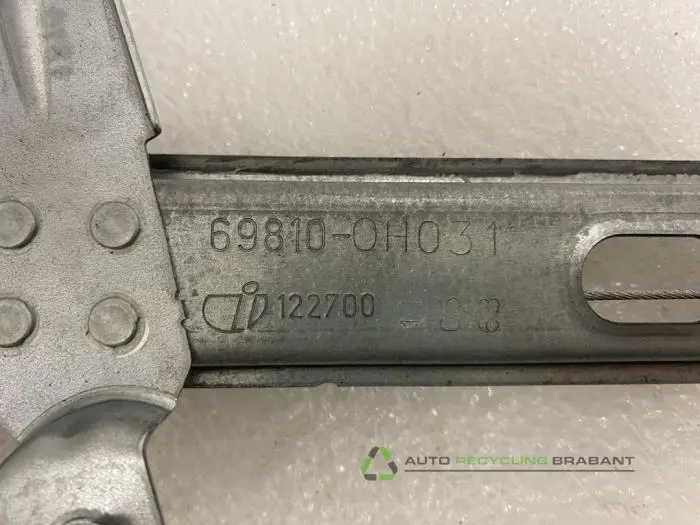 69810-0H031
122700
AUTO RECYCLING BRABANT